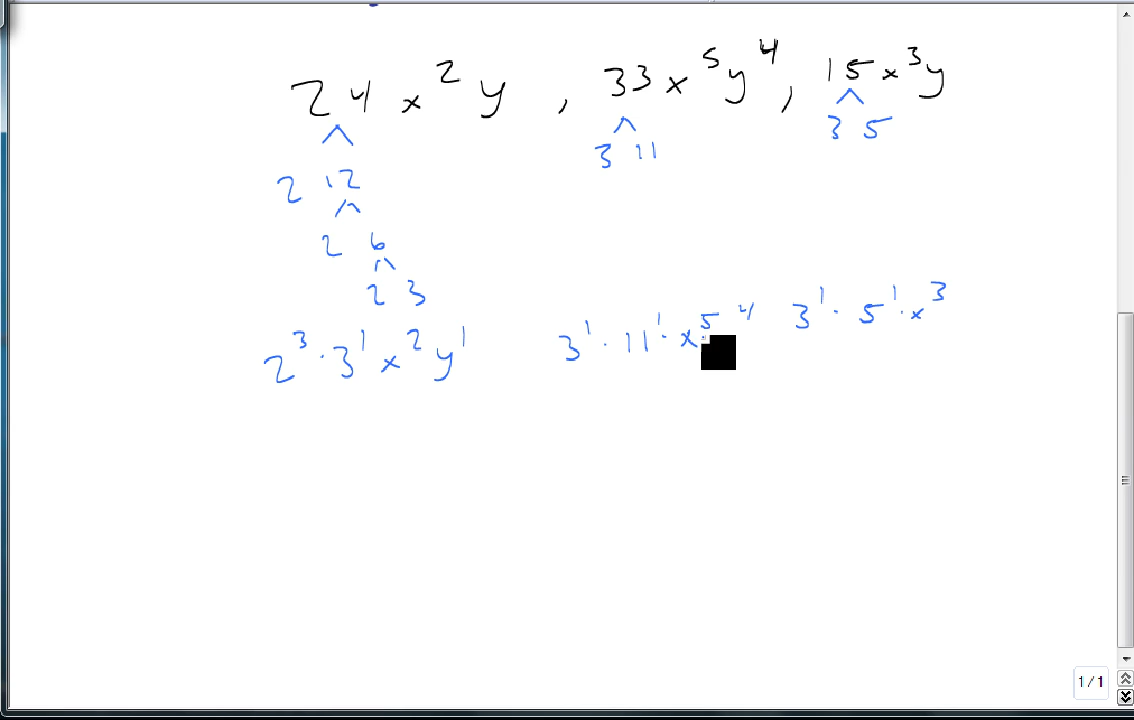 24x²y , 33x⁵y⁴, 15x³y
3 11
3 5
2 12
2 6
2 3
2³·3¹x²y¹
3¹·11¹·x⁵ ⁴
3¹·5¹·x³
1/1